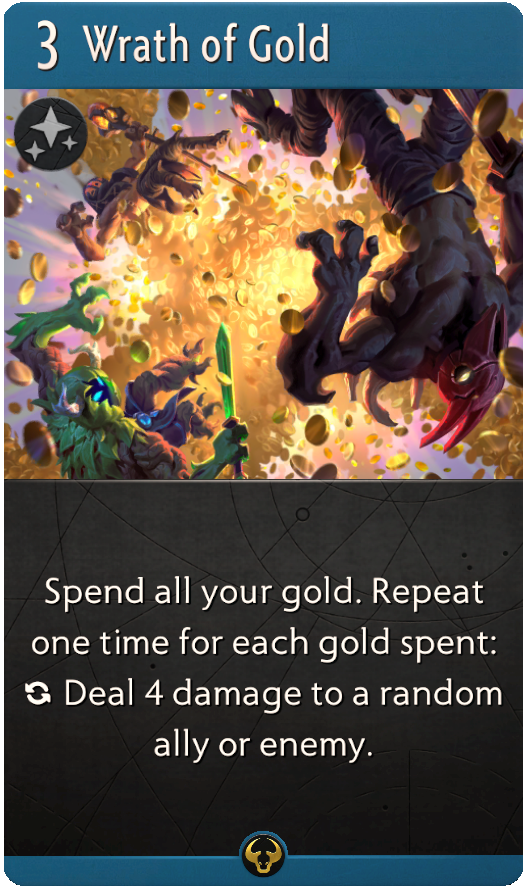 3 Wrath of Gold
Spend all your gold. Repeat
one time for each gold spent:
Deal 4 damage to a random
ally or enemy.